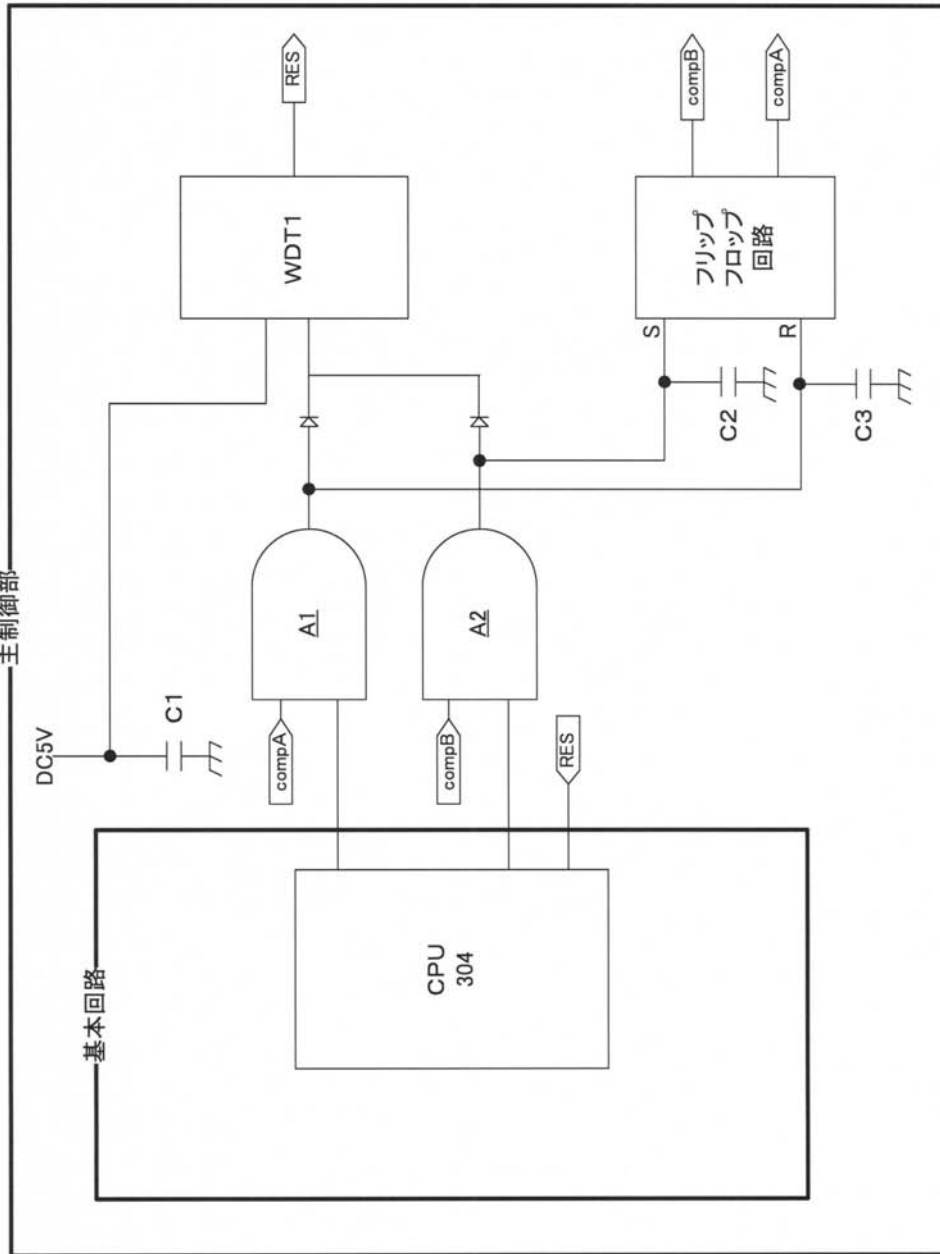 主制御部
DC5V
C1
基本回路
CPU
304
compA
A1
compB
A2
RES
WDT1
RES
S
R
C2
C3
フリップ
フロップ
回路
compB
compA